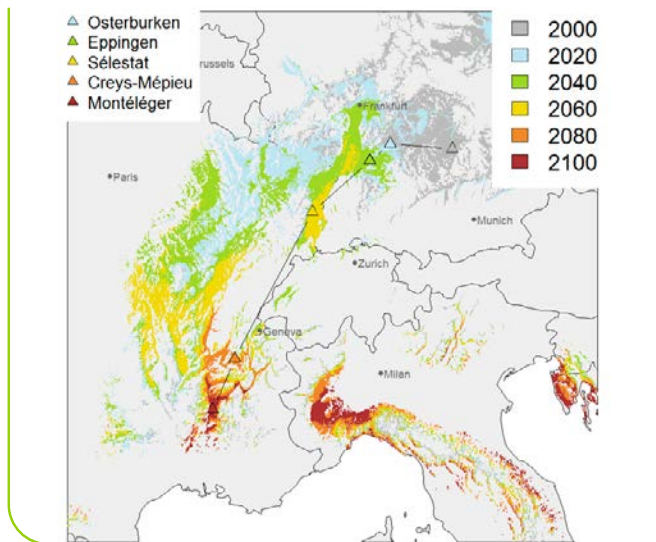 Osterburken
Eppingen
Sélestat
Creys-Mépieu
Montéléger
2000
2020
2040
2060
2080
2100
russels
Frankfurt
Paris
Munich
Zurich
Geneva
Milan